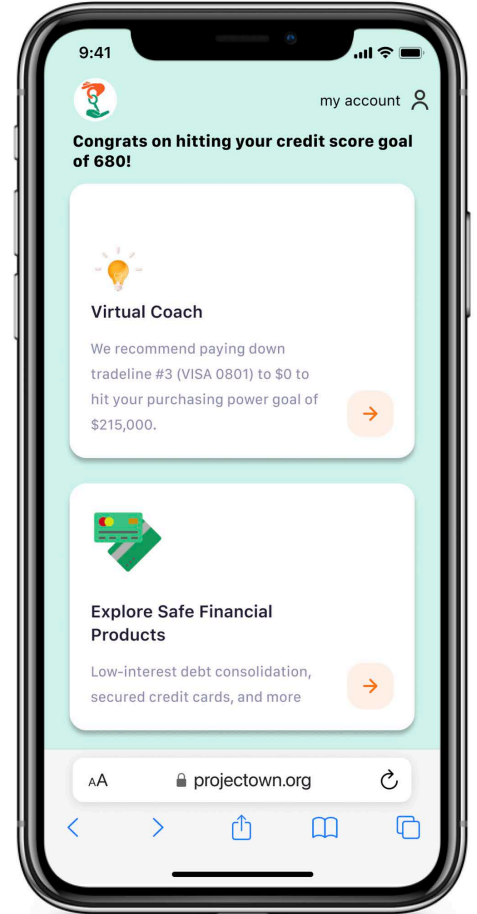 9:41
my account
Congrats on hitting your credit score goal
of 680!
Virtual Coach
We recommend paying down
tradeline #3 (VISA 0801) to $0 to
hit your purchasing power goal of
$215,000.
Explore Safe Financial
Products
Low-interest debt consolidation,
secured credit cards, and more
AA
projectown.org